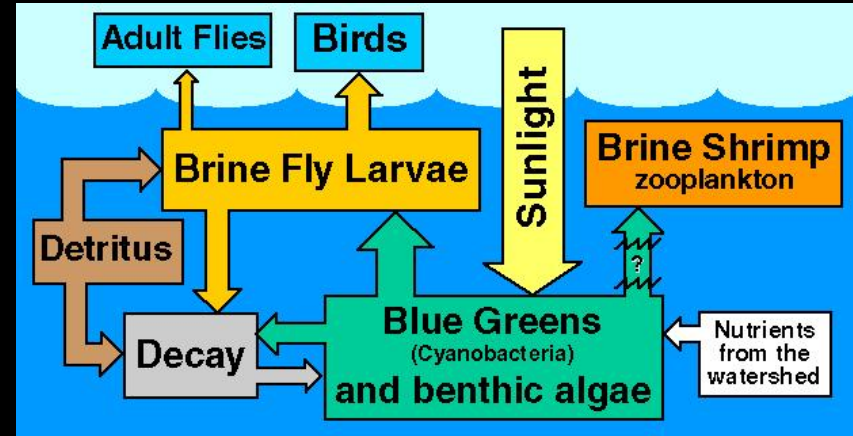 Adult Flies
Birds
Sunlight
Brine Fly Larvae
Brine Shrimp
zooplankton
Detritus
?
Decay
Blue Greens
(Cyanobacteria)
and benthic algae
Nutrients
from the
watershed